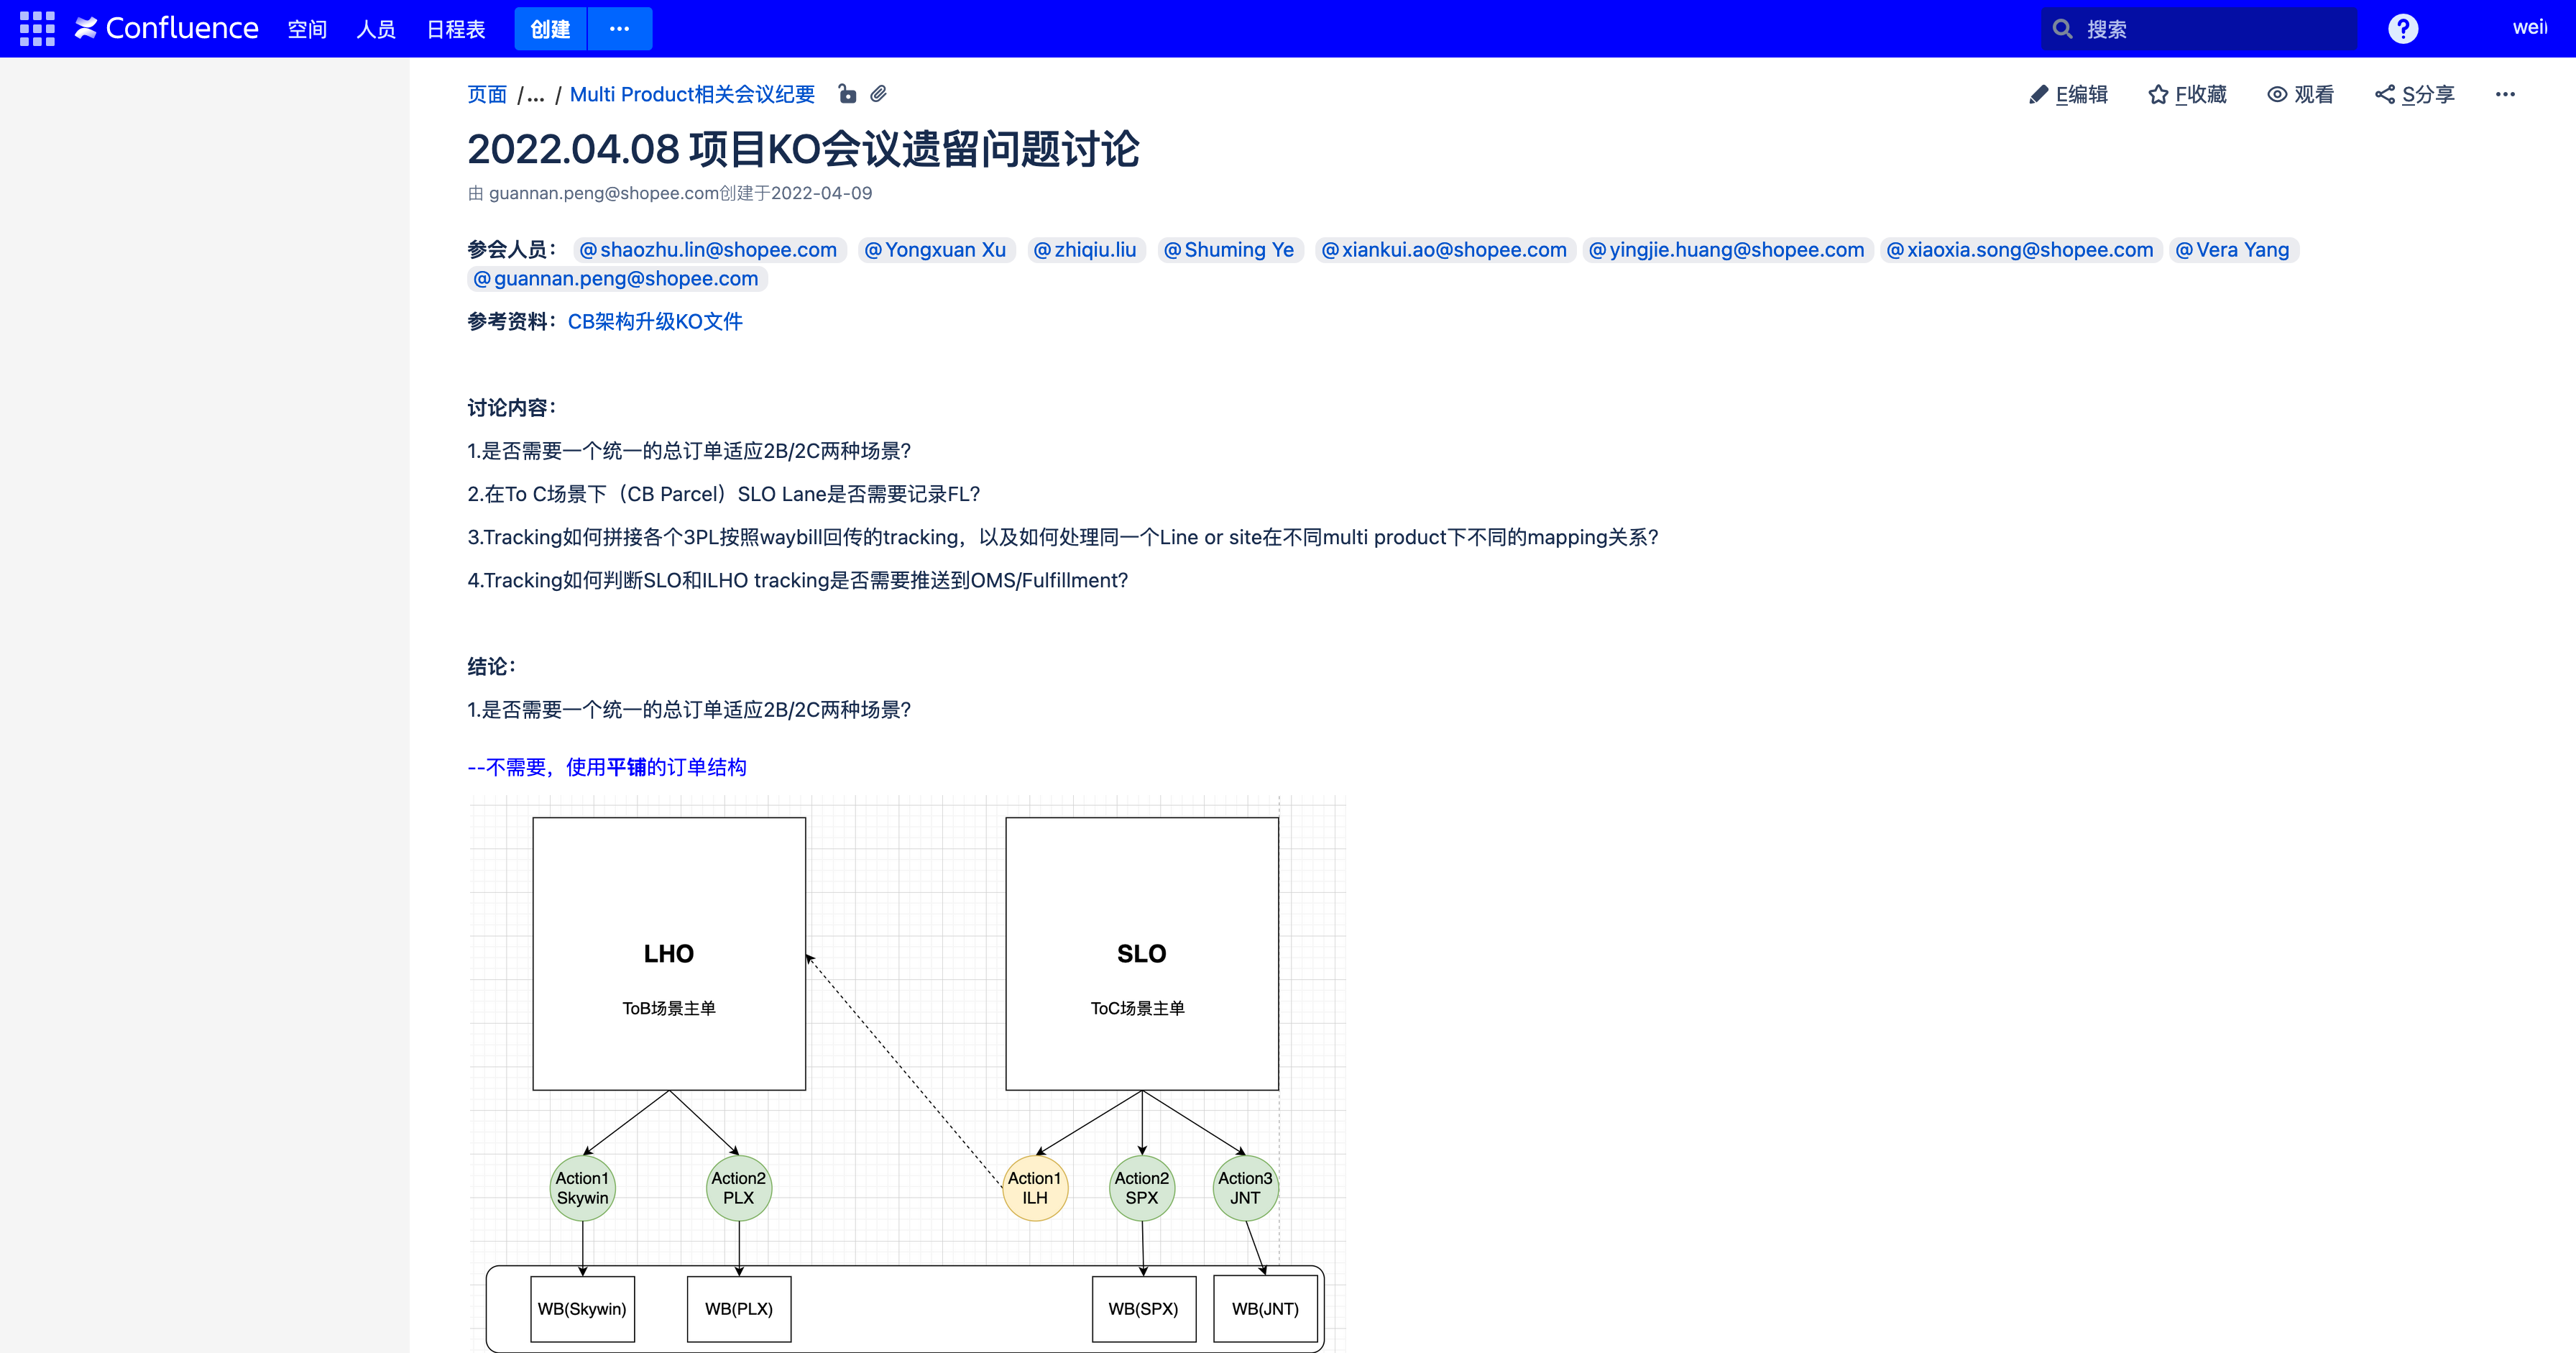 Confluence 空间 人员 日程表 创建 ··· 搜索 ?
页面 /... / Multi Product相关会议纪要 E编辑 F收藏 观看 S分享 ···
2022.04.08 项目KO会议遗留问题讨论
由 guannan.peng@shopee.com创建于2022-04-09
参会人员： @shaozhu.lin@shopee.com @Yongxuan Xu @zhiqiu.liu @Shuming Ye @xiankui.ao@shopee.com @yingjie.huang@shopee.com @xiaoxia.song@shopee.com @Vera Yang
@guannan.peng@shopee.com
参考资料：CB架构升级KO文件
讨论内容：
1.是否需要一个统一的总订单适应2B/2C两种场景？
2.在To C场景下（CB Parcel）SLO Lane是否需要记录FL？
3.Tracking如何拼接各个3PL按照waybill回传的tracking，以及如何处理同一个Line or site在不同multi product下不同的mapping关系？
4.Tracking如何判断SLO和ILHO tracking是否需要推送到OMS/Fulfillment？
结论：
1.是否需要一个统一的总订单适应2B/2C两种场景？
--不需要，使用平铺的订单结构
LHO SLO
ToB场景主单 ToC场景主单
Action1 Action2 Action1 Action2 Action3
Skywin PLX ILH SPX JNT
WB(Skywin) WB(PLX) WB(SPX) WB(JNT)